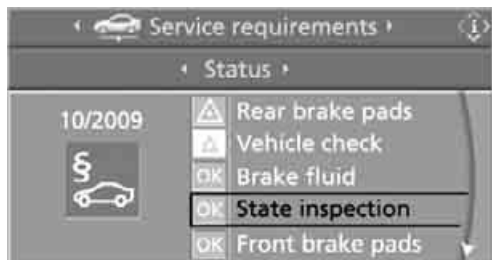 Service requirements
Status
10/2009
§
Rear brake pads
Vehicle check
OK Brake fluid
OK State inspection
OK Front brake pads